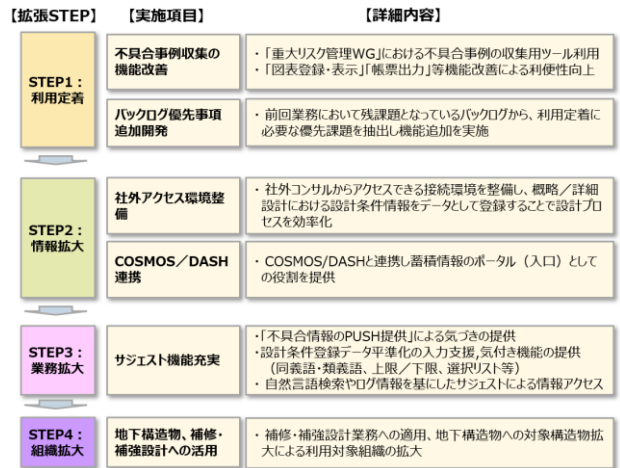 【拡張STEP】 【実施項目】 【詳細内容】
STEP1：
利用定着
不具合事例収集の
機能改善
・「重大リスク管理WG」における不具合事例の収集用ツール利用
・「図表登録・表示」「帳票出力」等機能改善による利便性向上
バックログ優先事項
追加開発
・ 前回業務において残課題となっているバックログから、利用定着に
必要な優先課題を抽出し機能追加を実施
STEP2：
情報拡大
社外アクセス環境整
備
・ 社外コンサルからアクセスできる接続環境を整備し、概略／詳細
設計における設計条件情報をデータとして登録することで設計プロ
セスを効率化
COSMOS／DASH
連携
・ COSMOS/DASHと連携し蓄積情報のポータル（入口）として
の役割を提供
STEP3：
業務拡大
サジェスト機能充実
・「不具合情報のPUSH提供」による気づきの提供
・設計条件登録データ平準化の入力支援,気付き機能の提供
（同義語・類義語、上限／下限、選択リスト等）
・ 自然言語検索やログ情報を基にしたサジェストによる情報アクセス
STEP4：
組織拡大
地下構造物、補修・
補強設計への活用
・ 補修・補強設計業務への適用、地下構造物への対象構造物拡
大による利用対象組織の拡大